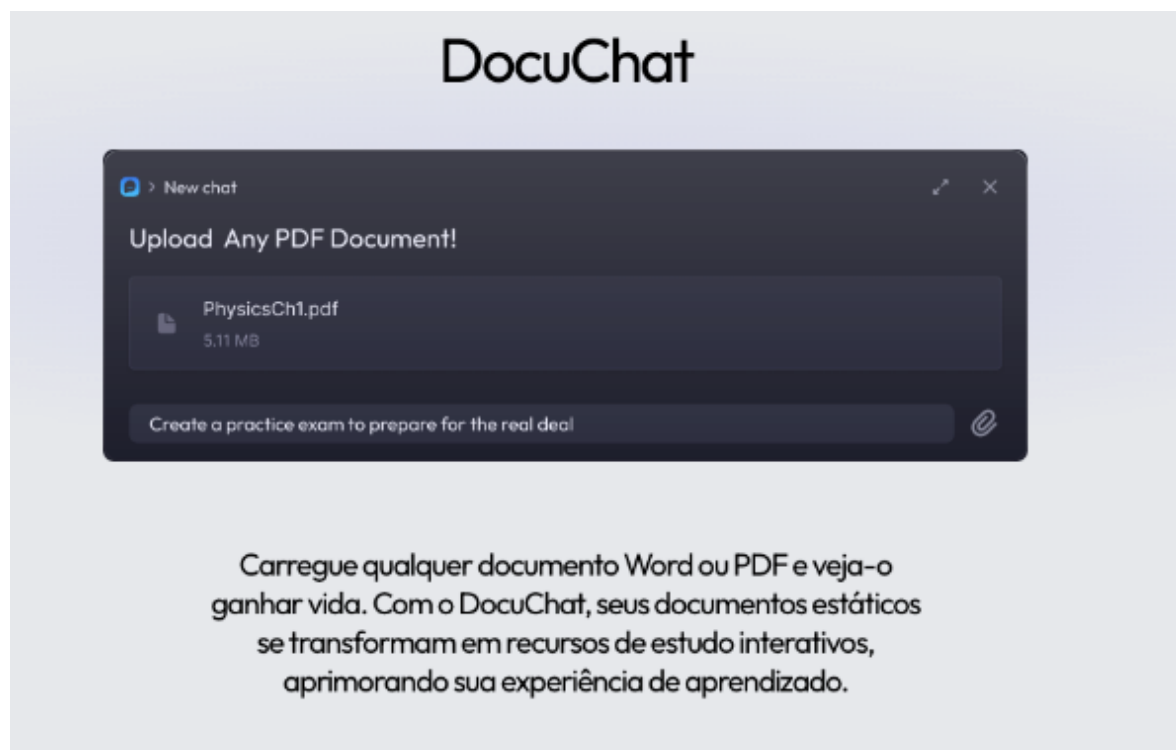 DocuChat
> New chat
Upload Any PDF Document!
PhysicsCh1.pdf
5.11 MB
Create a practice exam to prepare for the real deal
Carregue qualquer documento Word ou PDF e veja-o
ganhar vida. Com o DocuChat, seus documentos estáticos
se transformam em recursos de estudo interativos,
aprimorando sua experiência de aprendizado.